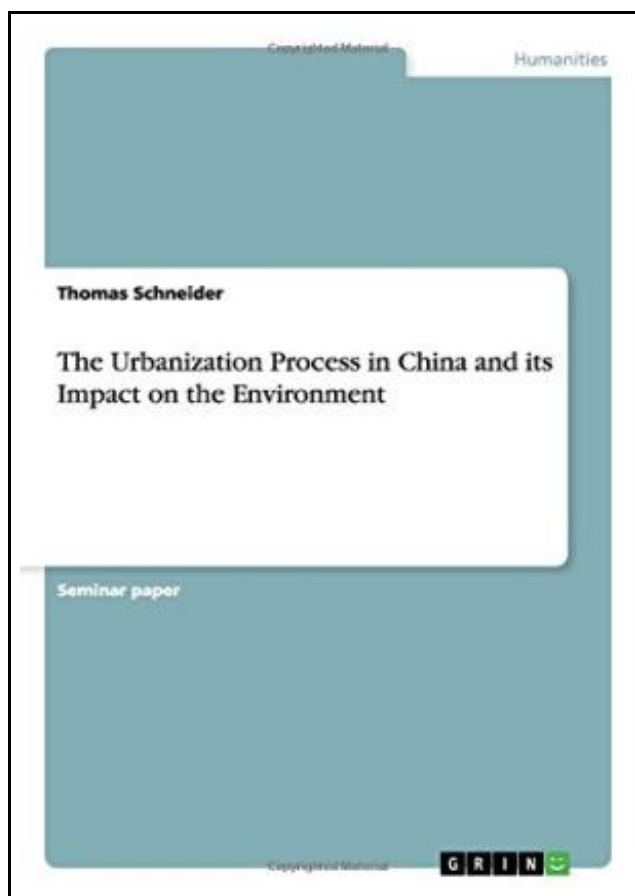 Copyrighted Material
Humanities
Thomas Schneider
The Urbanization Process in China and its
Impact on the Environment
Seminar paper
Copyrighted Material
GRIN